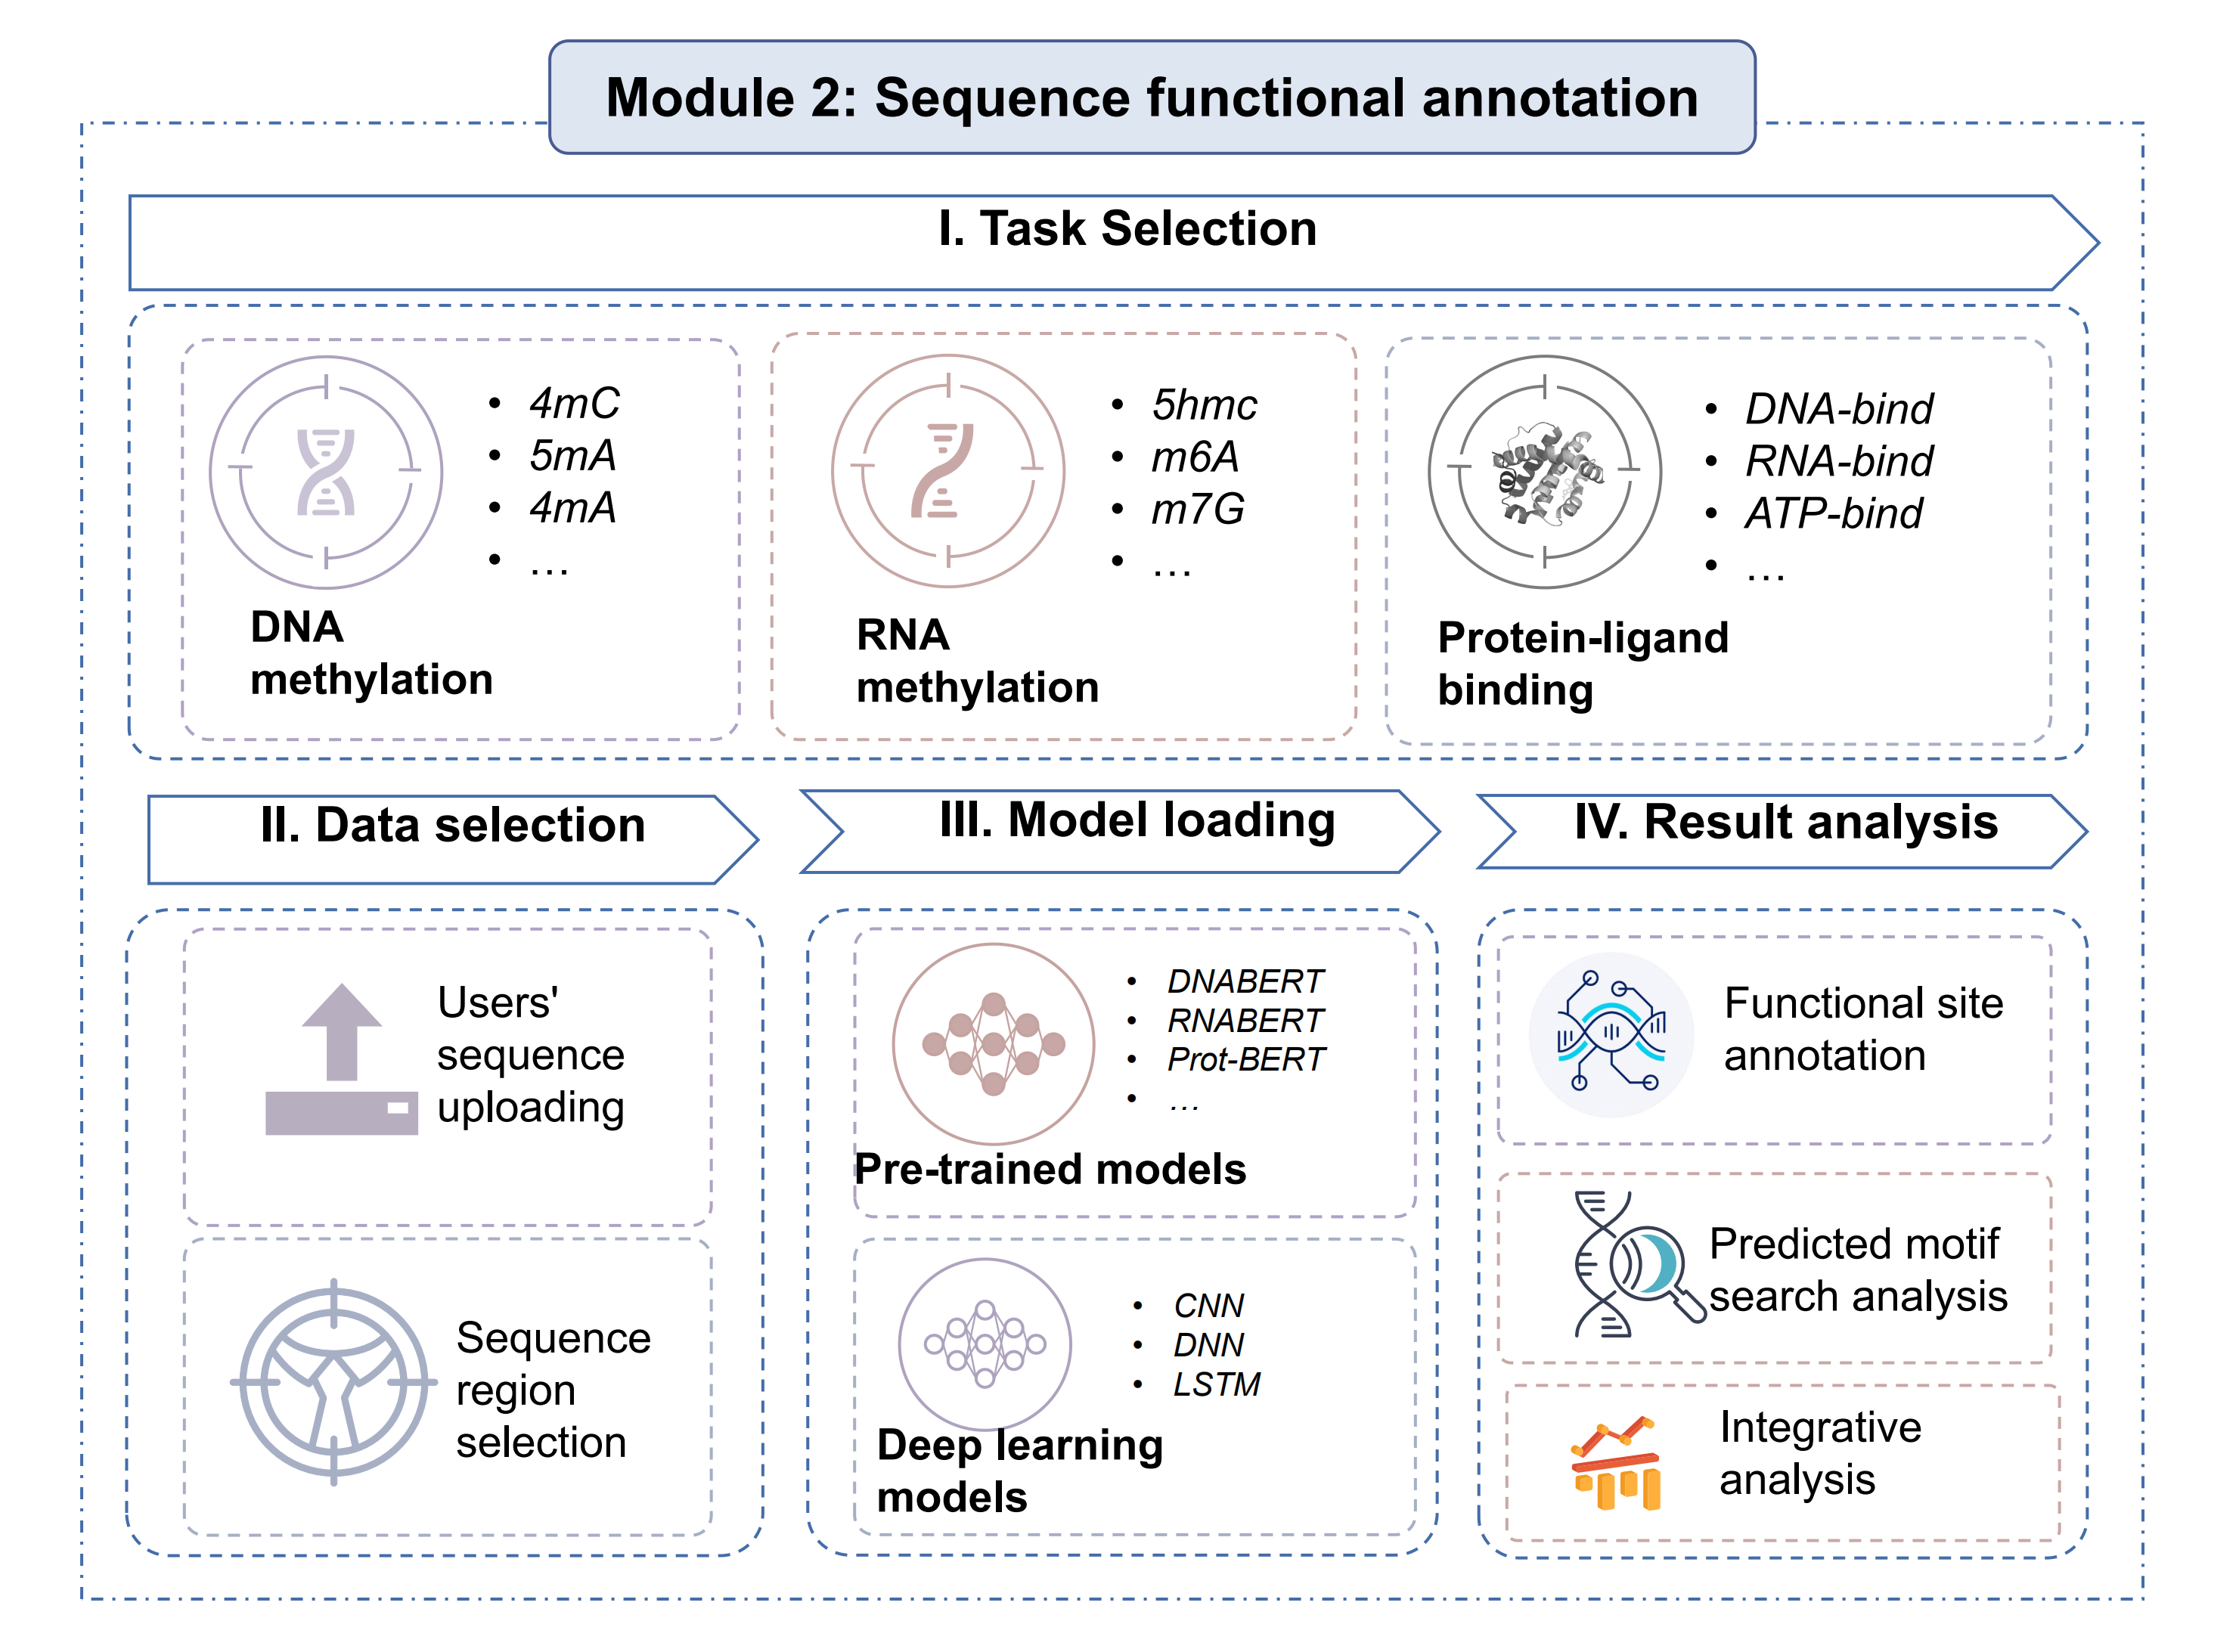 Module 2: Sequence functional annotation
I. Task Selection
• 4mC
• 5mA
• 4mA
• …
DNA
methylation
• 5hmc
• m6A
• m7G
• …
RNA
methylation
• DNA-bind
• RNA-bind
• ATP-bind
• …
Protein-ligand
binding
II. Data selection
Users'
sequence
uploading
Sequence
region
selection
III. Model loading
• DNABERT
• RNABERT
• Prot-BERT
• …
Pre-trained models
• CNN
• DNN
• LSTM
Deep learning
models
IV. Result analysis
Functional site
annotation
Predicted motif
search analysis
Integrative
analysis